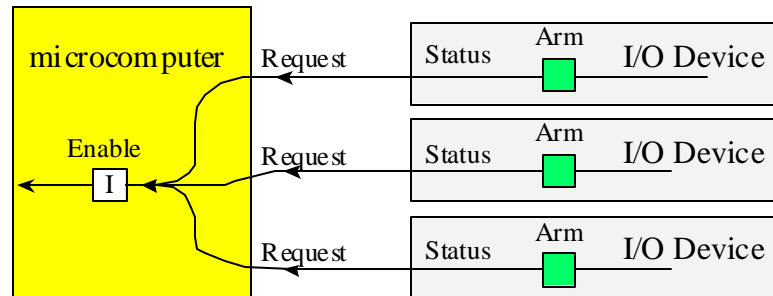 microcomputer
Enable
I
Request
Status
Arm
I/O Device
Request
Status
Arm
I/O Device
Request
Status
Arm
I/O Device